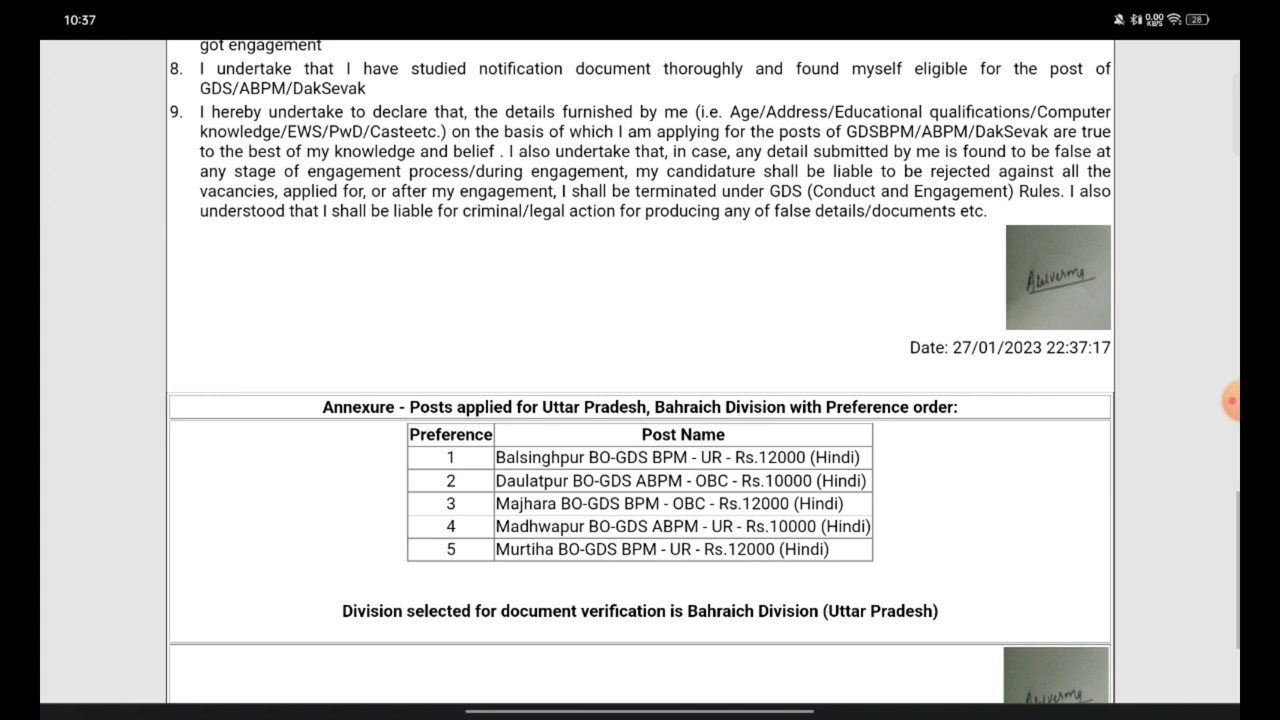 10:37
0.00
KB/S
28
got engagement
8. I undertake that I have studied notification document thoroughly and found myself eligible for the post of
GDS/ABPM/DakSevak
9. I hereby undertake to declare that, the details furnished by me (i.e. Age/Address/Educational qualifications/Computer
knowledge/EWS/PwD/Casteetc.) on the basis of which I am applying for the posts of GDSBPM/ABPM/DakSevak are true
to the best of my knowledge and belief . I also undertake that, in case, any detail submitted by me is found to be false at
any stage of engagement process/during engagement, my candidature shall be liable to be rejected against all the
vacancies, applied for, or after my engagement, I shall be terminated under GDS (Conduct and Engagement) Rules. I also
understood that I shall be liable for criminal/legal action for producing any of false details/documents etc.
Date: 27/01/2023 22:37:17
Annexure - Posts applied for Uttar Pradesh, Bahraich Division with Preference order:
Preference Post Name
1 Balsinghpur BO-GDS BPM - UR - Rs.12000 (Hindi)
2 Daulatpur BO-GDS ABPM - OBC - Rs.10000 (Hindi)
3 Majhara BO-GDS BPM - OBC - Rs.12000 (Hindi)
4 Madhwapur BO-GDS ABPM - UR - Rs.10000 (Hindi)
5 Murtiha BO-GDS BPM - UR - Rs.12000 (Hindi)
Division selected for document verification is Bahraich Division (Uttar Pradesh)